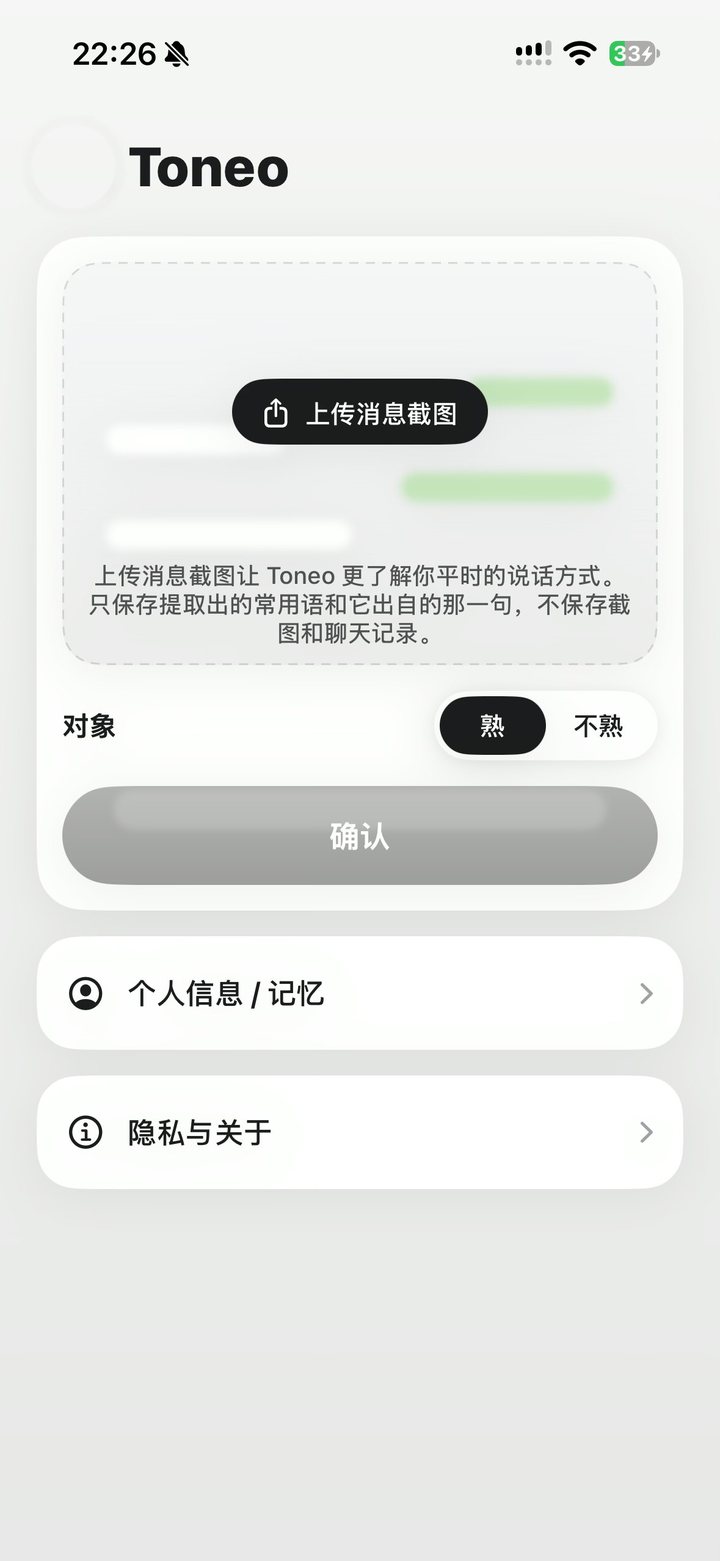 22:26
33
Toneo
上传消息截图
上传消息截图让 Toneo 更了解你平时的说话方式。
只保存提取出的常用语和它出自的那一句，不保存截
图和聊天记录。
对象
熟
不熟
确认
个人信息 / 记忆
隐私与关于